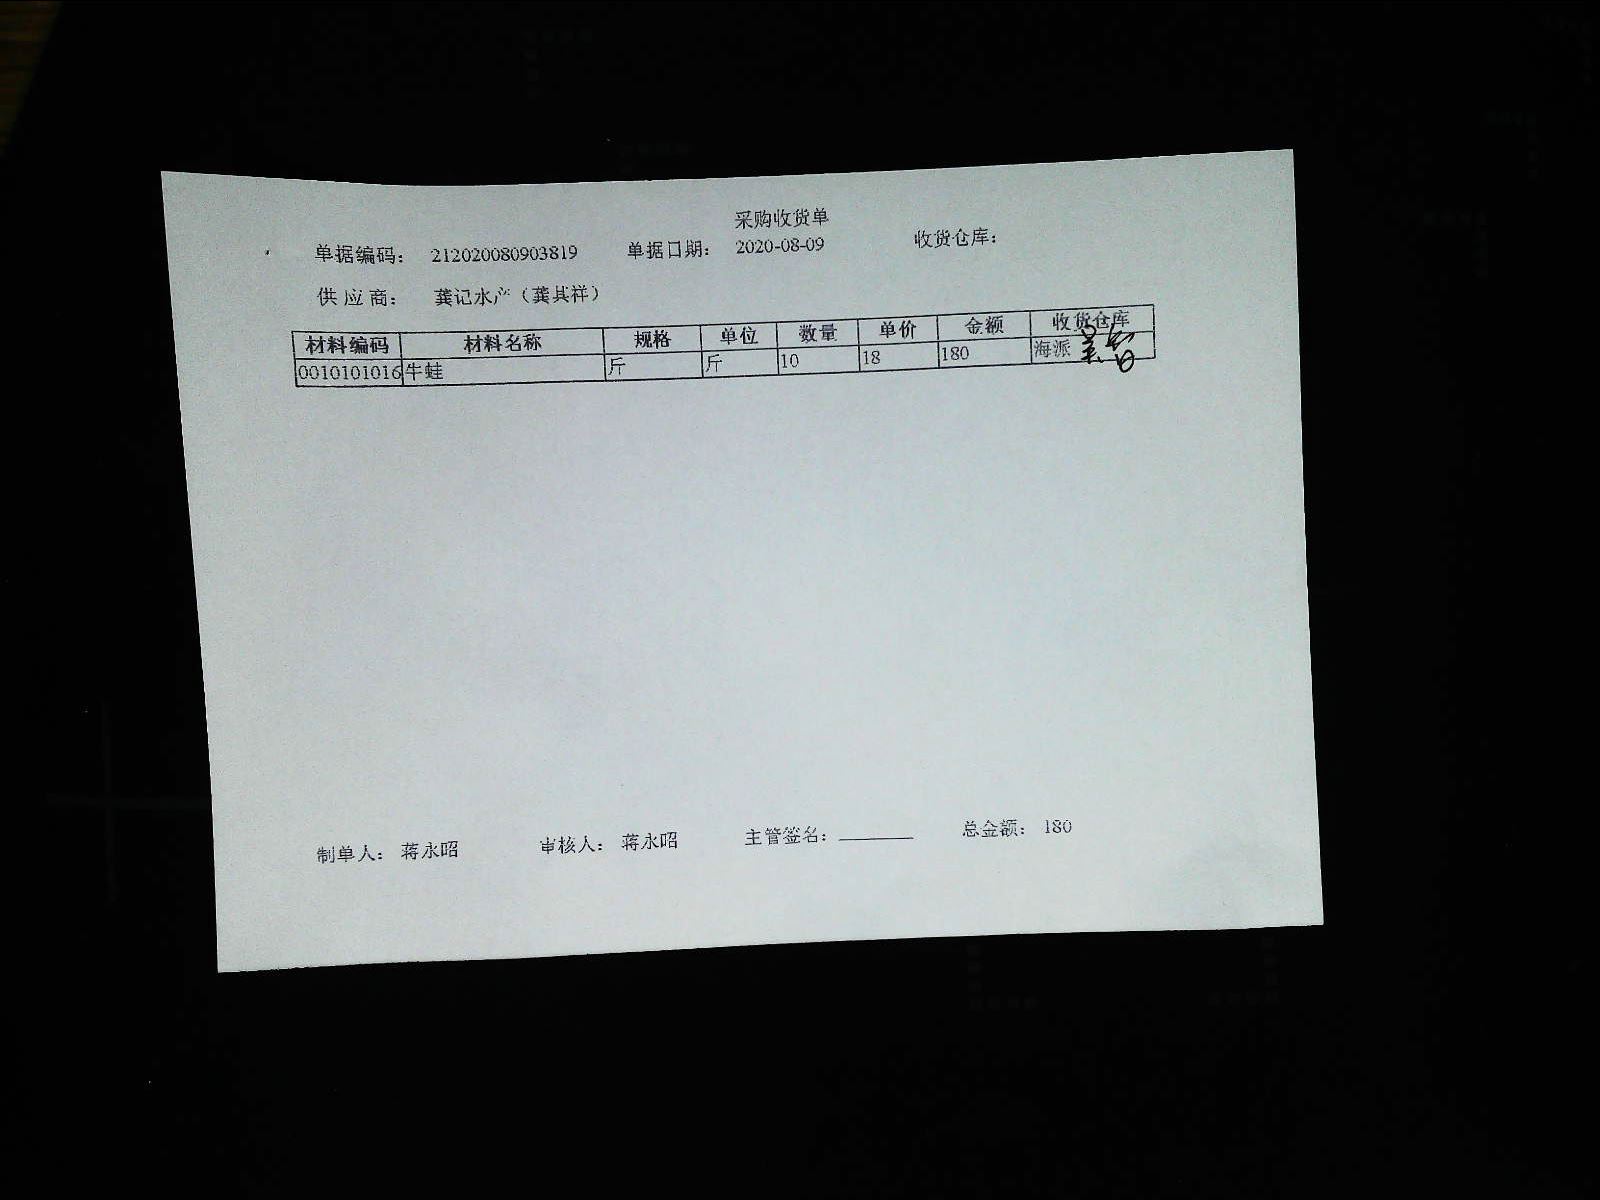 采购收货单
单据编码： 212020080903819 单据日期： 2020-08-09 收货仓库：
供 应 商： 龚记水产（龚其祥）
材料编码 材料名称 规格 单位 数量 单价 金额 收货仓库
0010101016 牛蛙 斤 斤 10 18 180 海派
制单人： 蒋永昭 审核人： 蒋永昭 主管签名： 总金额： 180